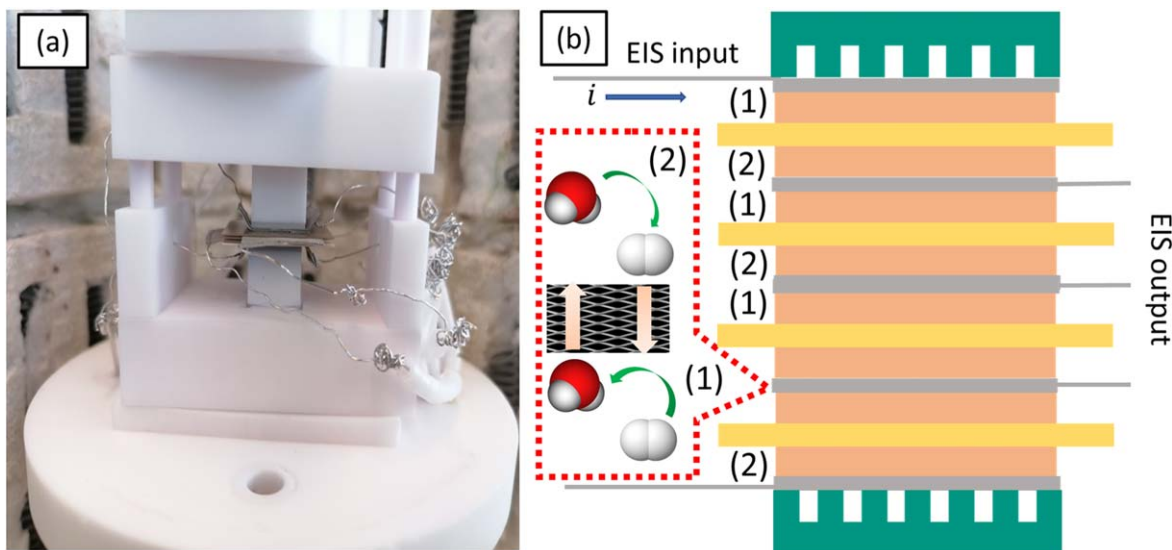 (a)
(b)
EIS input
i
(1)
(2)
(1)
(2)
(1)
(2)
(2)
(1)
EIS output